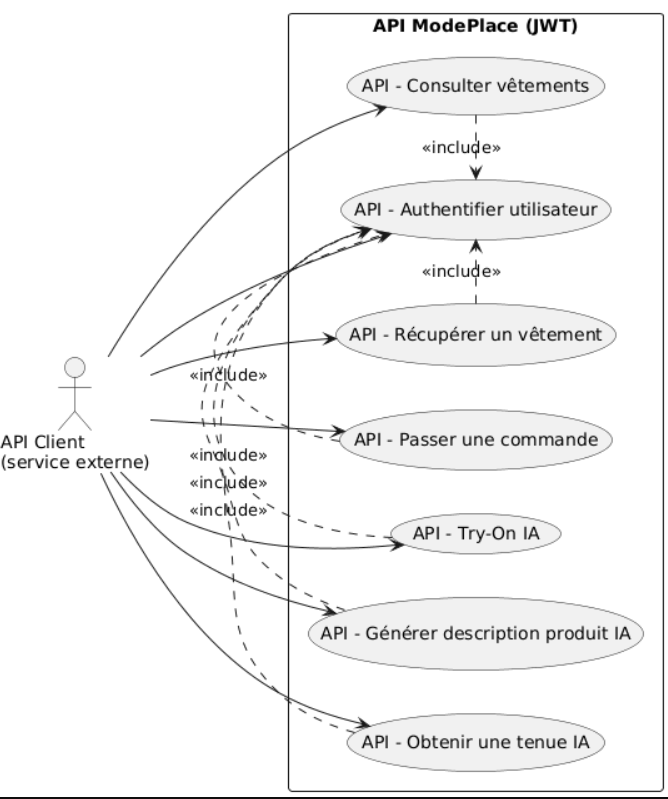 API ModePlace (JWT)
API - Consulter vêtements
«include»
API - Authentifier utilisateur
«include»
API - Récupérer un vêtement
«include»
API Client
(service externe)
API - Passer une commande
«include»
«include»
«include»
API - Try-On IA
API - Générer description produit IA
API - Obtenir une tenue IA